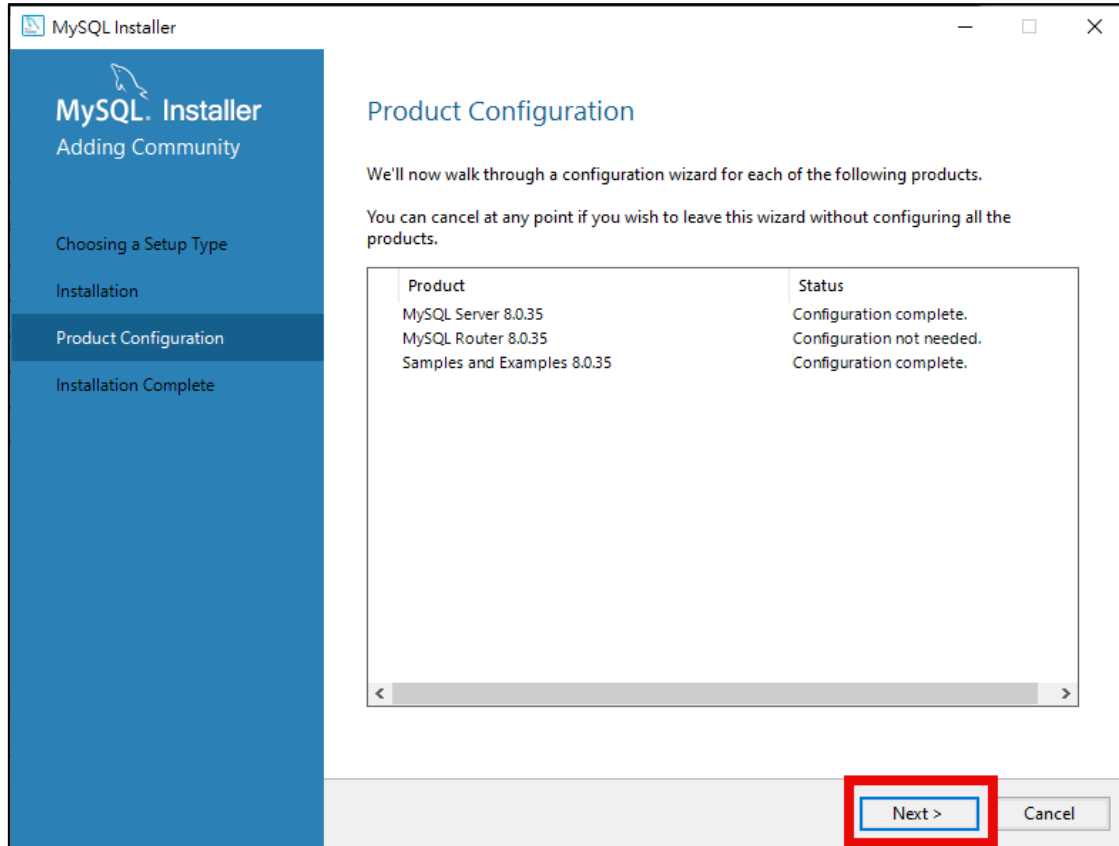 MySQL Installer
MySQL. Installer
Adding Community
Choosing a Setup Type
Installation
Product Configuration
Installation Complete
Product Configuration
We'll now walk through a configuration wizard for each of the following products.
You can cancel at any point if you wish to leave this wizard without configuring all the
products.
Product Status
MySQL Server 8.0.35 Configuration complete.
MySQL Router 8.0.35 Configuration not needed.
Samples and Examples 8.0.35 Configuration complete.
Next > Cancel